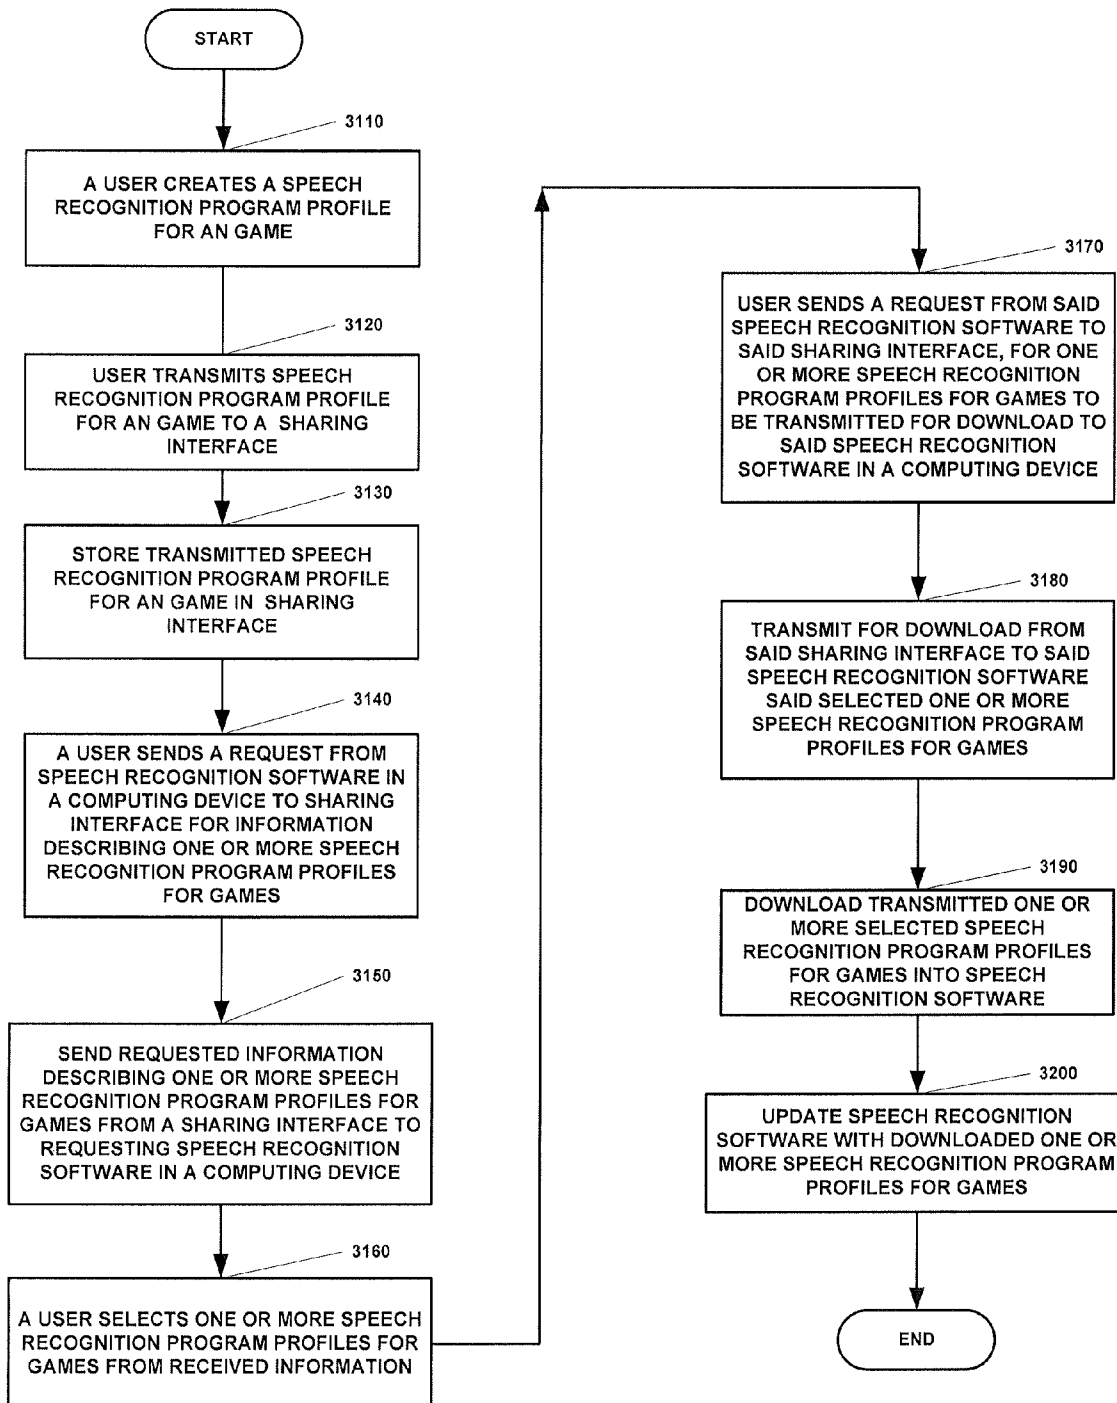 START
3110
A USER CREATES A SPEECH
RECOGNITION PROGRAM PROFILE
FOR AN GAME
3120
USER TRANSMITS SPEECH
RECOGNITION PROGRAM PROFILE
FOR AN GAME TO A SHARING
INTERFACE
3130
STORE TRANSMITTED SPEECH
RECOGNITION PROGRAM PROFILE
FOR AN GAME IN SHARING
INTERFACE
3140
A USER SENDS A REQUEST FROM
SPEECH RECOGNITION SOFTWARE IN
A COMPUTING DEVICE TO SHARING
INTERFACE FOR INFORMATION
DESCRIBING ONE OR MORE SPEECH
RECOGNITION PROGRAM PROFILES
FOR GAMES
3150
SEND REQUESTED INFORMATION
DESCRIBING ONE OR MORE SPEECH
RECOGNITION PROGRAM PROFILES FOR
GAMES FROM A SHARING INTERFACE TO
REQUESTING SPEECH RECOGNITION
SOFTWARE IN A COMPUTING DEVICE
3160
A USER SELECTS ONE OR MORE SPEECH
RECOGNITION PROGRAM PROFILES FOR
GAMES FROM RECEIVED INFORMATION
3170
USER SENDS A REQUEST FROM SAID
SPEECH RECOGNITION SOFTWARE TO
SAID SHARING INTERFACE, FOR ONE
OR MORE SPEECH RECOGNITION
PROGRAM PROFILES FOR GAMES TO
BE TRANSMITTED FOR DOWNLOAD TO
SAID SPEECH RECOGNITION
SOFTWARE IN A COMPUTING DEVICE
3180
TRANSMIT FOR DOWNLOAD FROM
SAID SHARING INTERFACE TO SAID
SPEECH RECOGNITION SOFTWARE
SAID SELECTED ONE OR MORE
SPEECH RECOGNITION PROGRAM
PROFILES FOR GAMES
3190
DOWNLOAD TRANSMITTED ONE OR
MORE SELECTED SPEECH
RECOGNITION PROGRAM PROFILES
FOR GAMES INTO SPEECH
RECOGNITION SOFTWARE
3200
UPDATE SPEECH RECOGNITION
SOFTWARE WITH DOWNLOADED ONE OR
MORE SPEECH RECOGNITION PROGRAM
PROFILES FOR GAMES
END